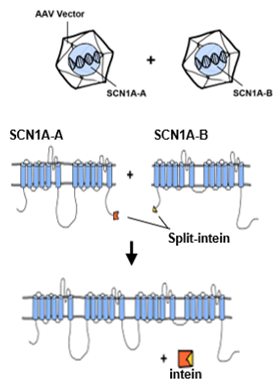 AAV Vector
+
SCN1A-A
SCN1A-B
SCN1A-A
SCN1A-B
+
Split-intein
+
intein